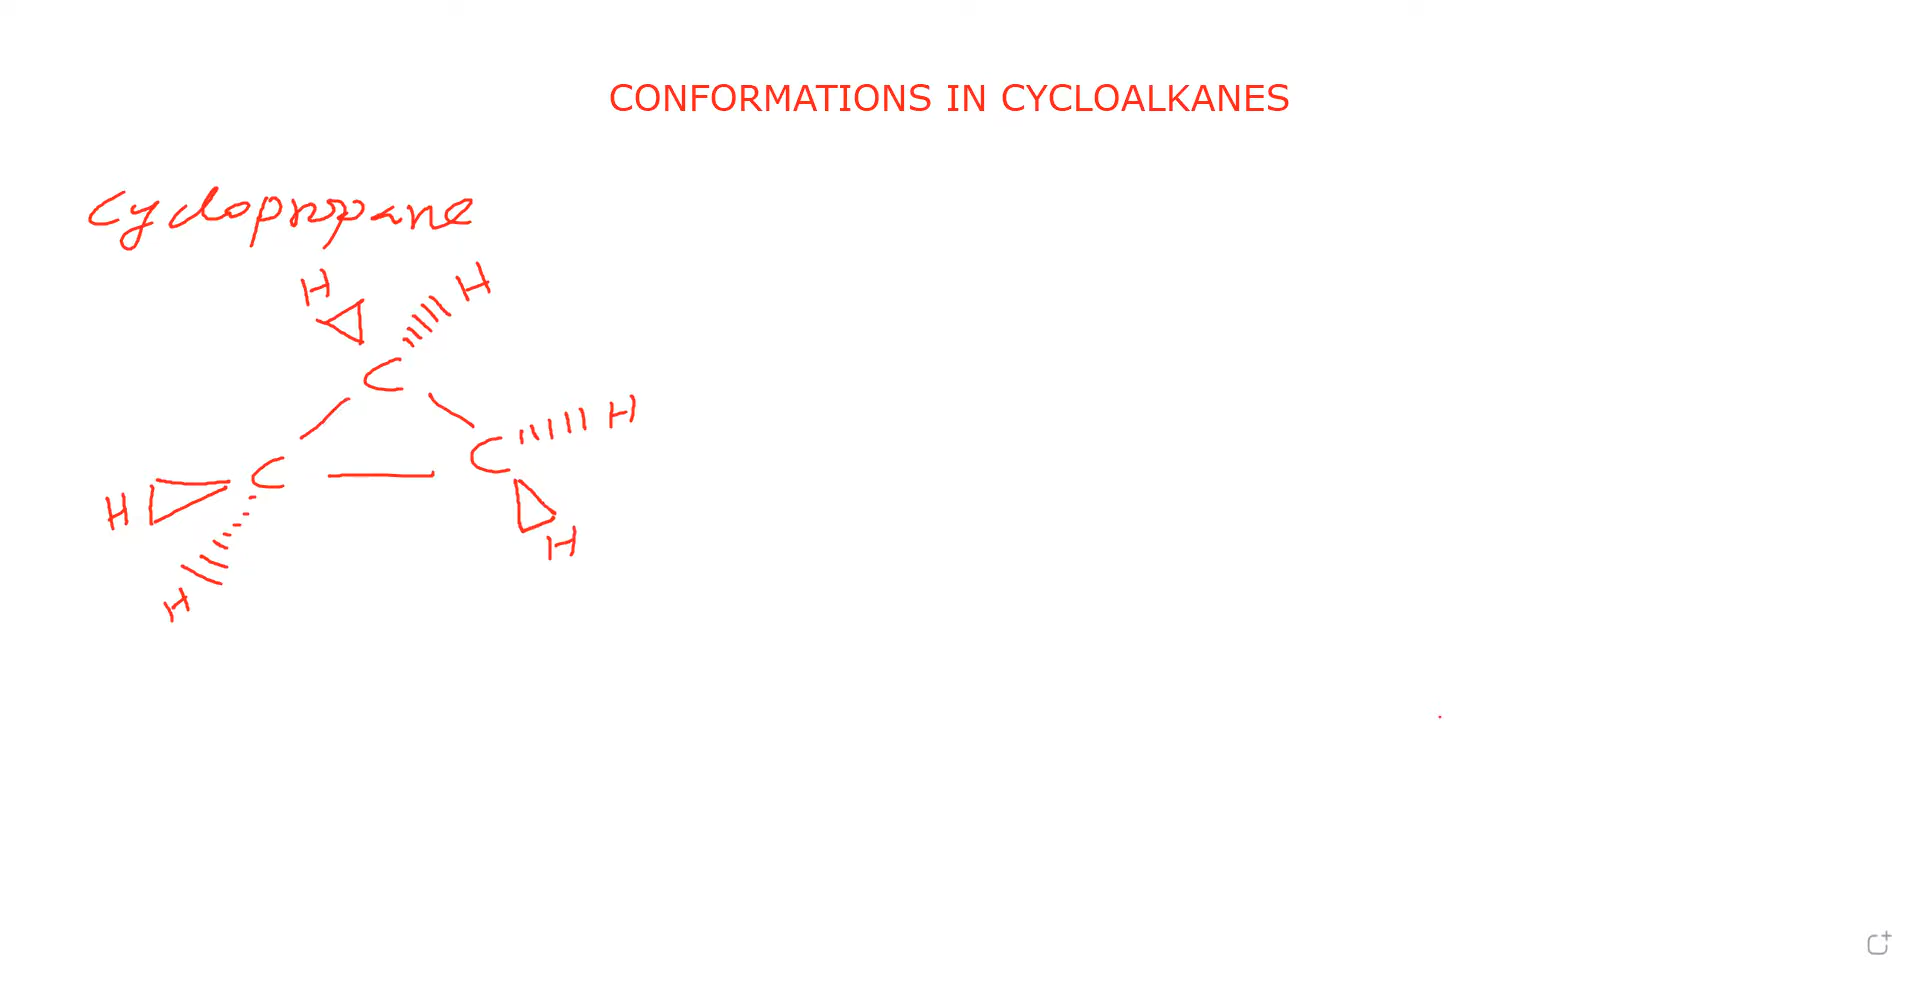 CONFORMATIONS IN CYCLOALKANES
Cyclopropane
H H
C
C H
C
H
H
H